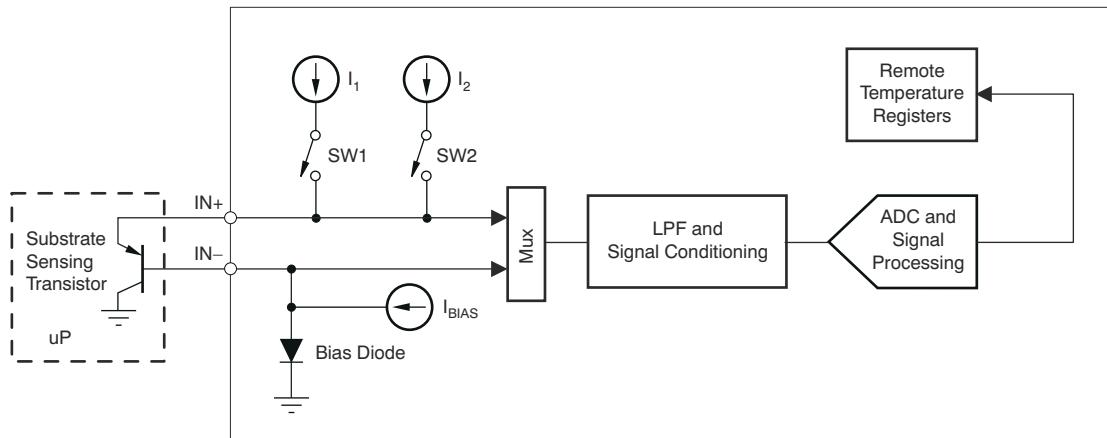 I1
I2
Remote
Temperature
Registers
SW1
SW2
IN+
Substrate
Sensing
Transistor
IN−
uP
Mux
LPF and
Signal Conditioning
ADC and
Signal
Processing
IBIAS
Bias Diode